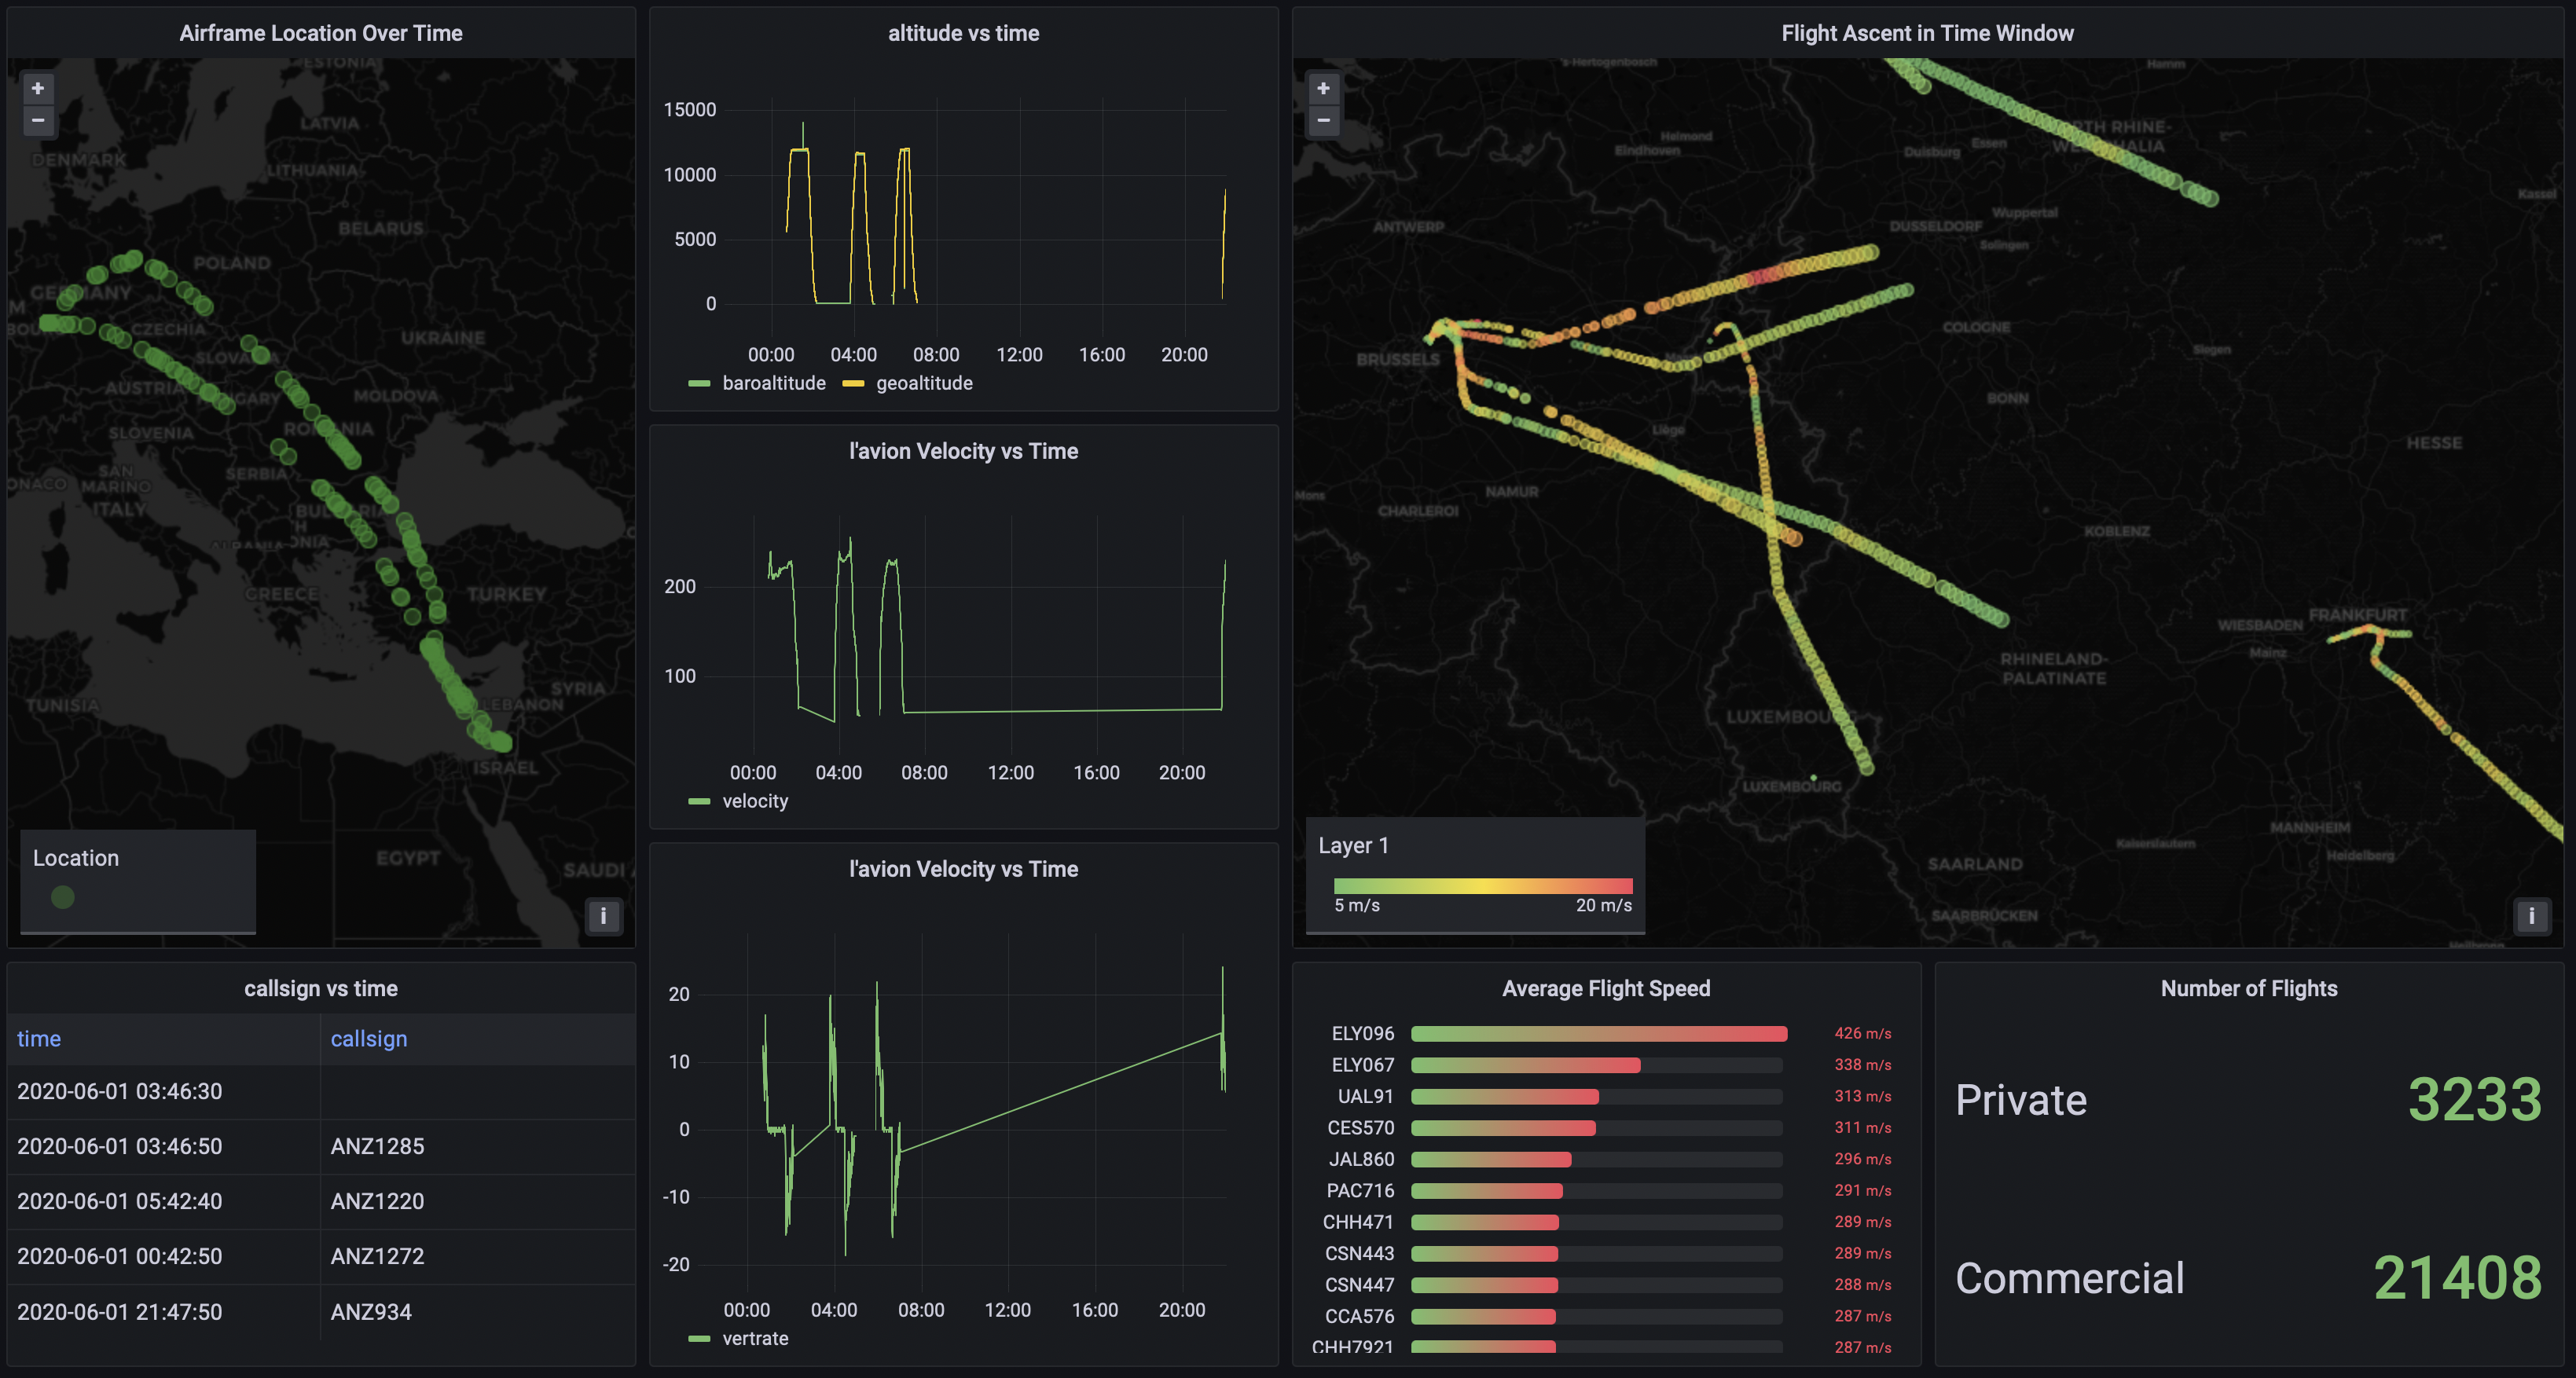 Airframe Location Over Time
+
−
ESTONIA
LATVIA
DENMARK
LITHUANIA
BELARUS
POLAND
GERMANY
CZECHIA
UKRAINE
SLOVA
AUSTRIA
MOLDOVA
SLOVENIA
ROMANIA
SAN
MARINO
SERBIA
ONACO
ITALY
GREECE
TURKEY
TUNISIA
SYRIA
LEBANON
ISRAEL
EGYPT
SAUDI
Location
i
altitude vs time
15000
10000
5000
0
00:00 04:00 08:00 12:00 16:00 20:00
baroaltitude geoaltitude
l'avion Velocity vs Time
200
100
00:00 04:00 08:00 12:00 16:00 20:00
velocity
l'avion Velocity vs Time
20
10
0
-10
-20
00:00 04:00 08:00 12:00 16:00 20:00
vertrate
Flight Ascent in Time Window
+
−
's-Hertogenbosch
Hamm
RTH RHINE-
Helmond
Eindhoven
Duisburg
Essen
Kassel
ANTWERP
Wuppertal
DUSSELDORF
Solingen
COLOGNE
BRUSSELS
Siegen
BONN
Liège
HESSE
NAMUR
Mons
CHARLEROI
KOBLENZ
FRANKFURT
WIESBADEN
Mainz
RHINELAND-
PALATINATE
LUXEMBOU
LUXEMBOURG
MANNHEIM
Kaiserslautern
Heidelberg
SAARLAND
SAARBRÜCKEN
Heilbronn
Layer 1
5 m/s 20 m/s
i
callsign vs time
time callsign
2020-06-01 03:46:30
2020-06-01 03:46:50 ANZ1285
2020-06-01 05:42:40 ANZ1220
2020-06-01 00:42:50 ANZ1272
2020-06-01 21:47:50 ANZ934
Average Flight Speed
ELY096 426 m/s
ELY067 338 m/s
UAL91 313 m/s
CES570 311 m/s
JAL860 296 m/s
PAC716 291 m/s
CHH471 289 m/s
CSN443 289 m/s
CSN447 288 m/s
CCA576 287 m/s
CHH7921 287 m/s
Number of Flights
Private 3233
Commercial 21408